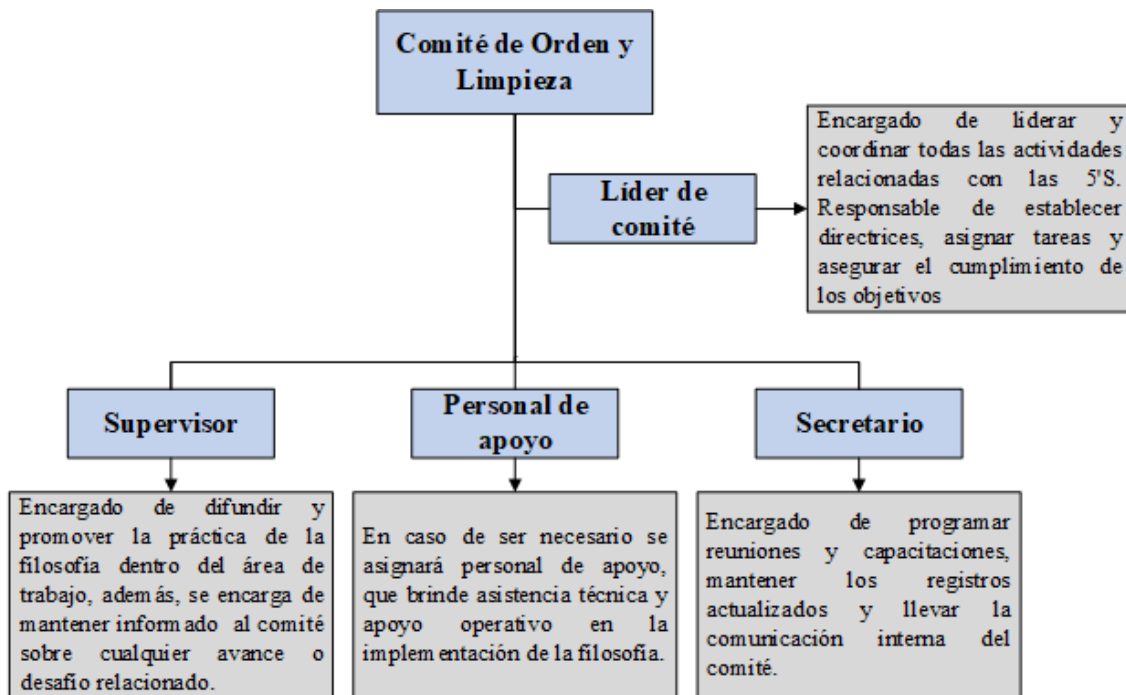 Comité de Orden y
Limpieza
Encargado de liderar y
coordinar todas las actividades
relacionadas con las 5'S.
Responsable de establecer
directrices, asignar tareas y
asegurar el cumplimiento de
los objetivos
Líder de
comité
Supervisor
Personal de
apoyo
Secretario
Encargado de difundir y
promover la práctica de la
filosofía dentro del área de
trabajo, además, se encarga de
mantener informado al comité
sobre cualquier avance o
desafío relacionado.
En caso de ser necesario se
asignará personal de apoyo,
que brinde asistencia técnica y
apoyo operativo en la
implementación de la filosofía.
Encargado de programar
reuniones y capacitaciones,
mantener los registros
actualizados y llevar la
comunicación interna del
comité.